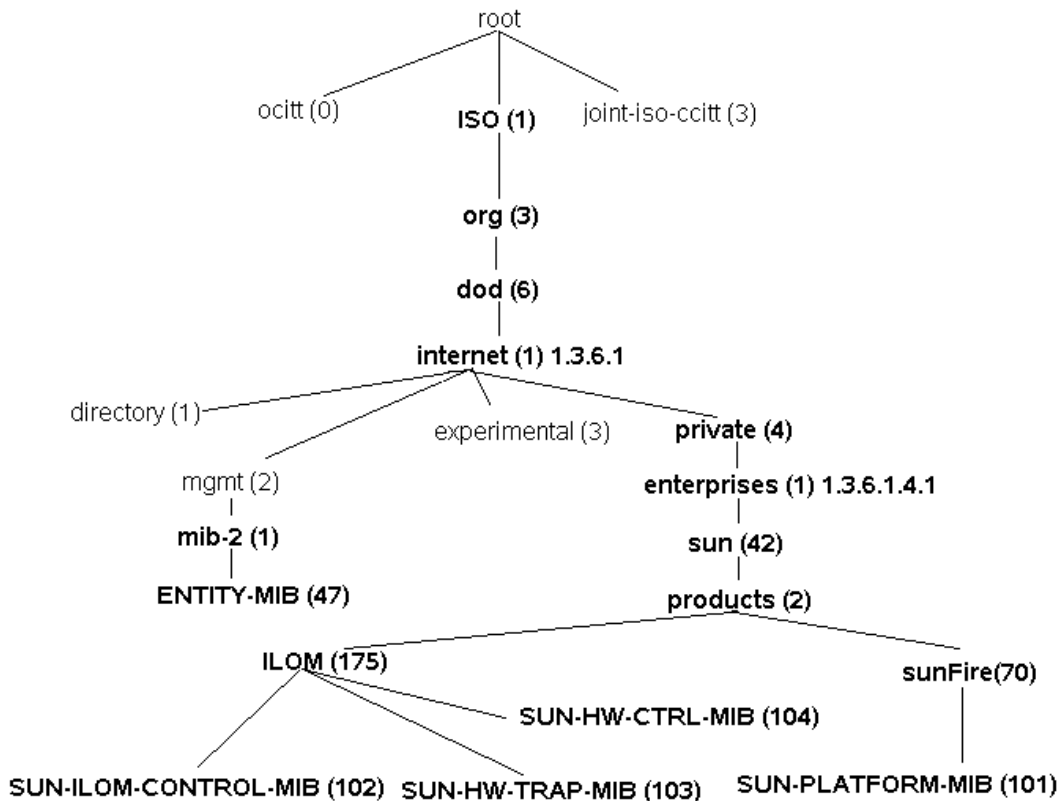 root
ocitt (0)
ISO (1)
joint-iso-ccitt (3)
org (3)
dod (6)
internet (1) 1.3.6.1
directory (1)
experimental (3)
private (4)
mgmt (2)
enterprises (1) 1.3.6.1.4.1
mib-2 (1)
sun (42)
ENTITY-MIB (47)
products (2)
ILOM (175)
sunFire(70)
SUN-HW-CTRL-MIB (104)
SUN-ILOM-CONTROL-MIB (102)
SUN-HW-TRAP-MIB (103)
SUN-PLATFORM-MIB (101)